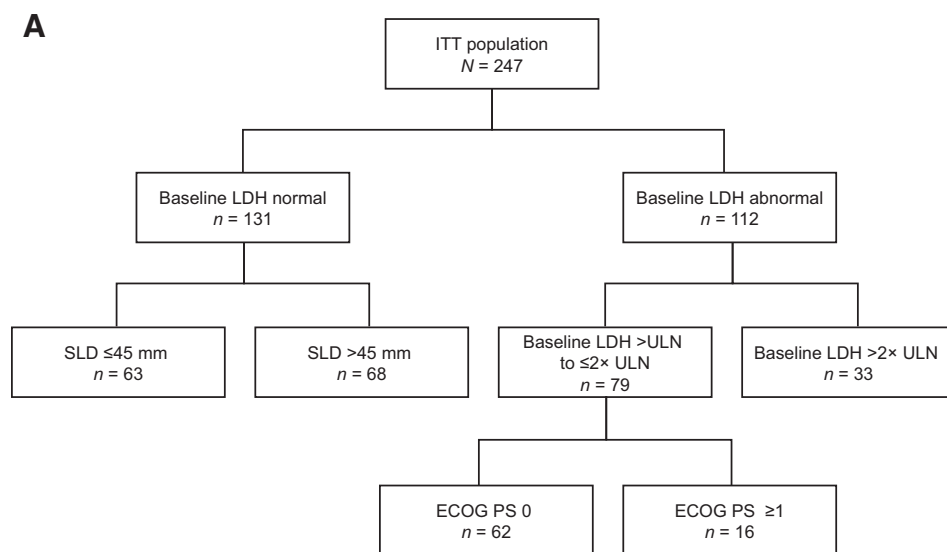 A
ITT population
N = 247
Baseline LDH normal
n = 131
Baseline LDH abnormal
n = 112
SLD ≤45 mm
n = 63
SLD >45 mm
n = 68
Baseline LDH >ULN
to ≤2× ULN
n = 79
Baseline LDH >2× ULN
n = 33
ECOG PS 0
n = 62
ECOG PS ≥1
n = 16